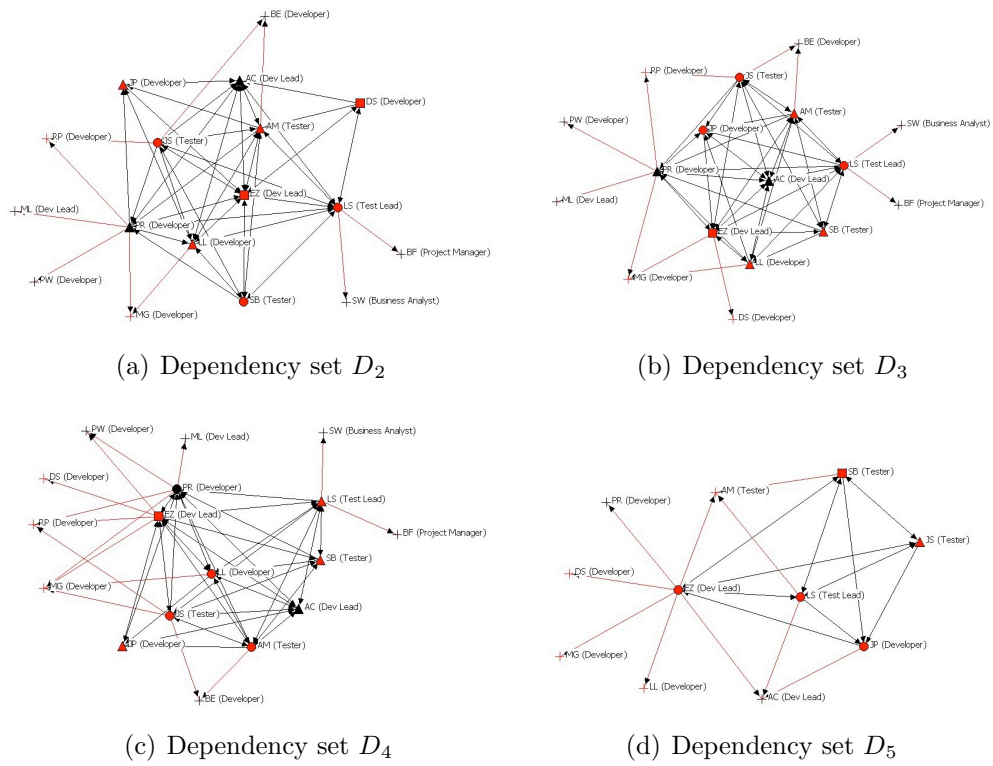 BE (Developer)
JP (Developer)
AC (Dev Lead)
DS (Developer)
AM (Tester)
RP (Developer)
JS (Tester)
EZ (Dev Lead)
ML (Dev Lead)
LS (Test Lead)
PR (Developer)
LL (Developer)
BF (Project Manager)
PW (Developer)
SB (Tester)
SW (Business Analyst)
MG (Developer)
(a) Dependency set D₂
BE (Developer)
RP (Developer)
JS (Tester)
AM (Tester)
PW (Developer)
SW (Business Analyst)
JP (Developer)
LS (Test Lead)
PR (Developer)
AC (Dev Lead)
ML (Dev Lead)
BF (Project Manager)
EZ (Dev Lead)
SB (Tester)
LL (Developer)
MG (Developer)
DS (Developer)
(b) Dependency set D₃
PW (Developer)
SW (Business Analyst)
ML (Dev Lead)
DS (Developer)
PR (Developer)
LS (Test Lead)
EZ (Dev Lead)
RP (Developer)
BF (Project Manager)
SB (Tester)
LL (Developer)
MG (Developer)
AC (Dev Lead)
JS (Tester)
JP (Developer)
AM (Tester)
BE (Developer)
(c) Dependency set D₄
SB (Tester)
AM (Tester)
PR (Developer)
JS (Tester)
DS (Developer)
EZ (Dev Lead)
LS (Test Lead)
JP (Developer)
MG (Developer)
LL (Developer)
AC (Dev Lead)
(d) Dependency set D₅